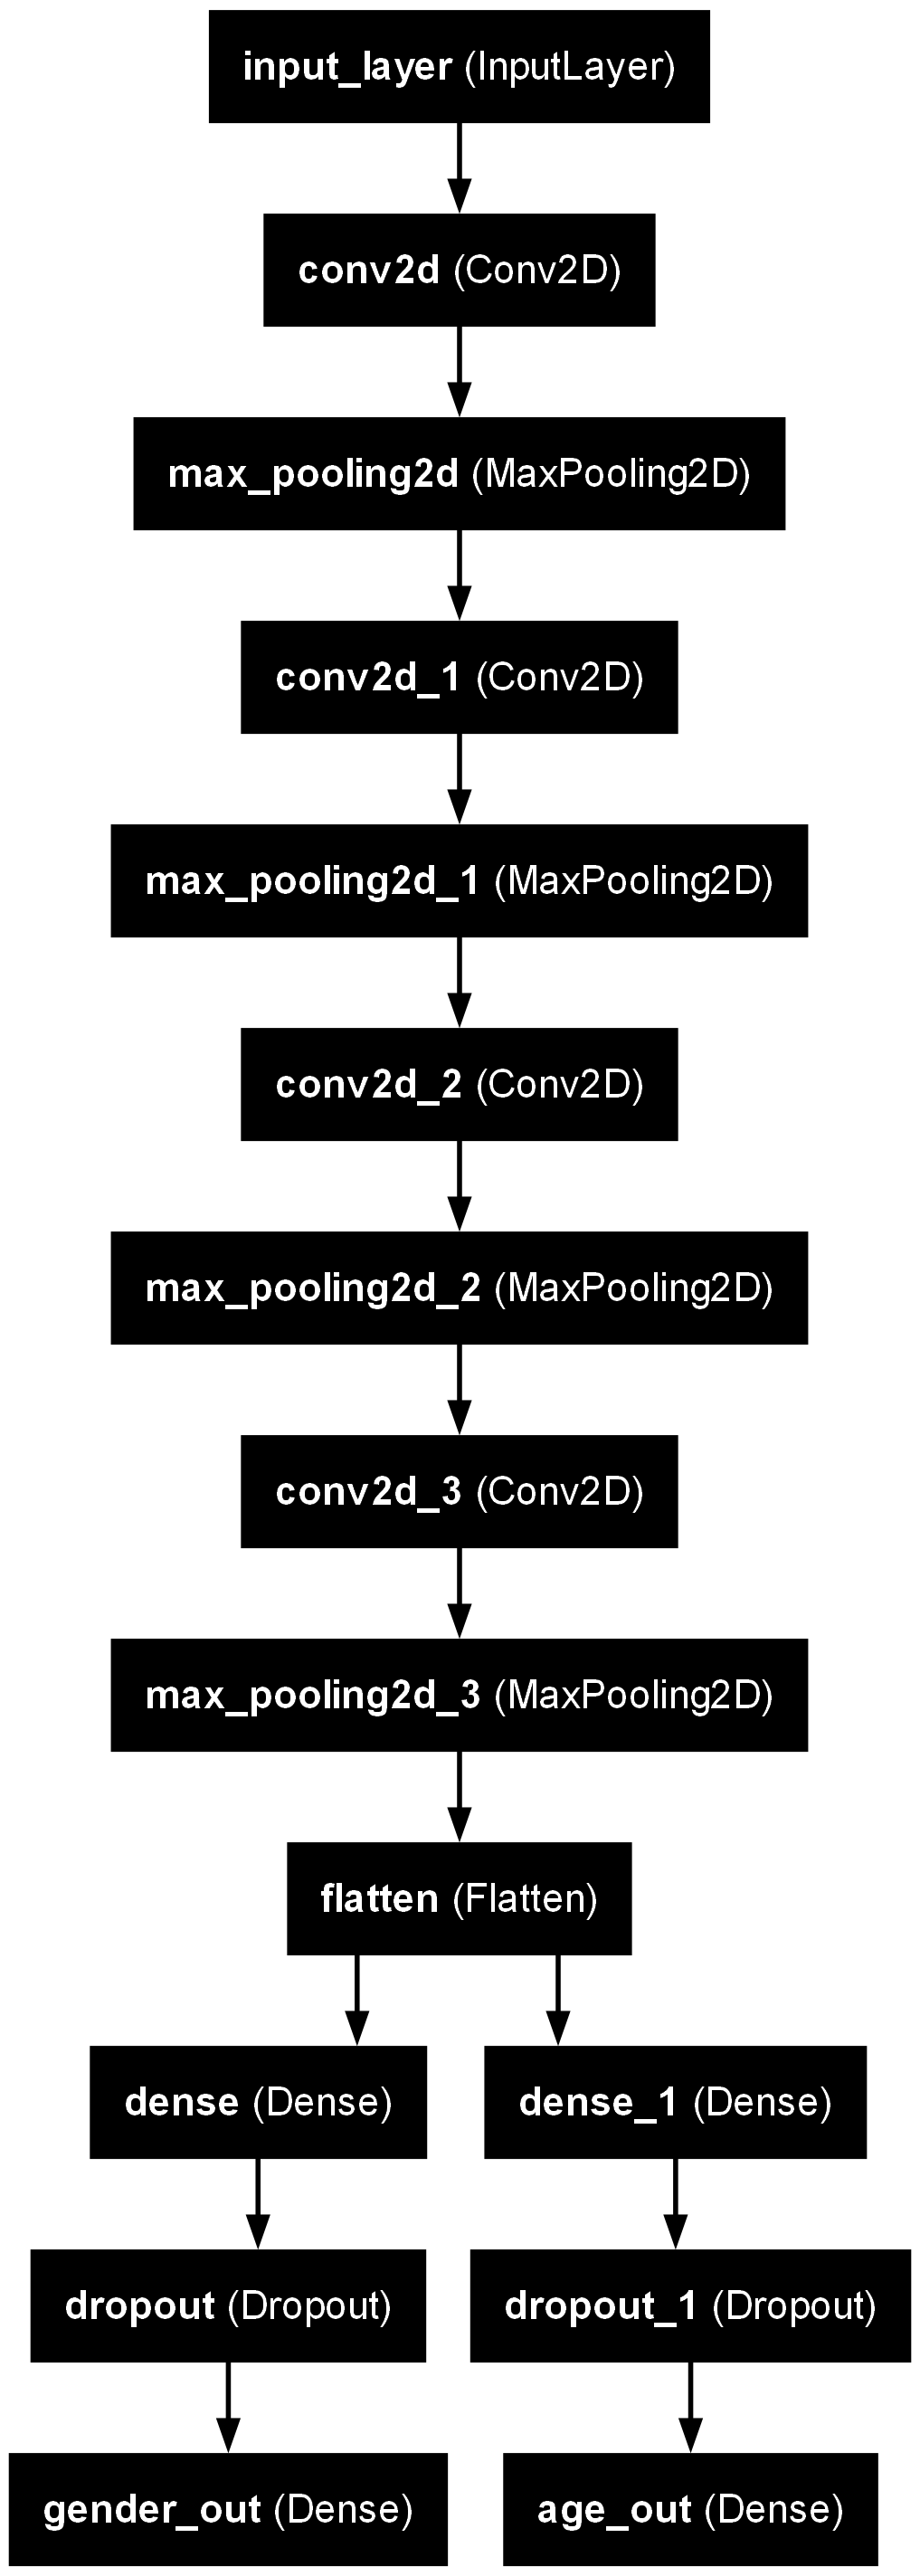 input_layer (InputLayer)
conv2d (Conv2D)
max_pooling2d (MaxPooling2D)
conv2d_1 (Conv2D)
max_pooling2d_1 (MaxPooling2D)
conv2d_2 (Conv2D)
max_pooling2d_2 (MaxPooling2D)
conv2d_3 (Conv2D)
max_pooling2d_3 (MaxPooling2D)
flatten (Flatten)
dense (Dense)
dense_1 (Dense)
dropout (Dropout)
dropout_1 (Dropout)
gender_out (Dense)
age_out (Dense)